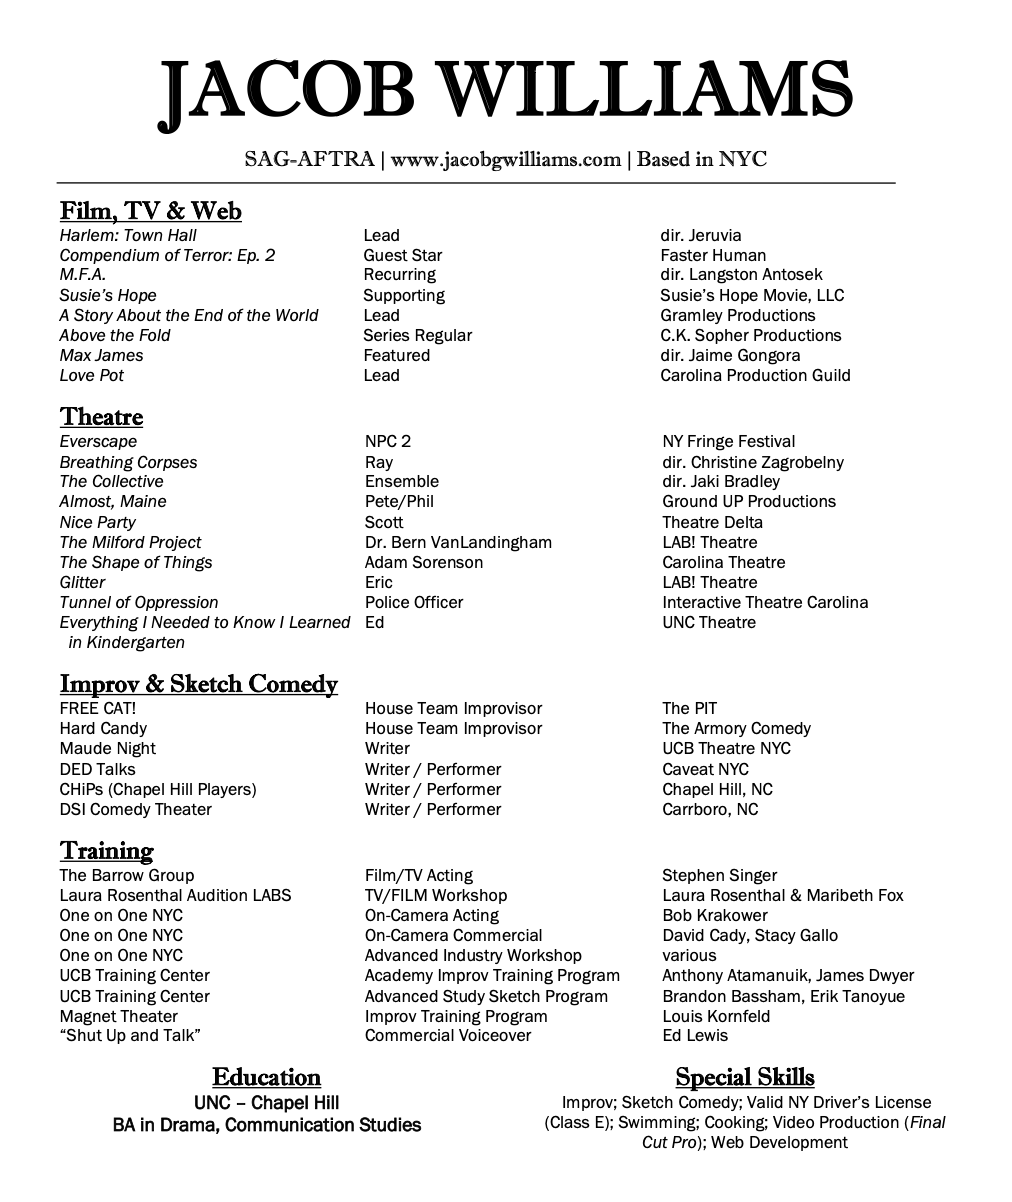 JACOB WILLIAMS
SAG-AFTRA | www.jacobgwilliams.com | Based in NYC
Film, TV & Web
Harlem: Town Hall Lead dir. Jeruvia
Compendium of Terror: Ep. 2 Guest Star Faster Human
M.F.A. Recurring dir. Langston Antosek
Susie’s Hope Supporting Susie’s Hope Movie, LLC
A Story About the End of the World Lead Gramley Productions
Above the Fold Series Regular C.K. Sopher Productions
Max James Featured dir. Jaime Gongora
Love Pot Lead Carolina Production Guild
Theatre
Everscape NPC 2 NY Fringe Festival
Breathing Corpses Ray dir. Christine Zagrobelny
The Collective Ensemble dir. Jaki Bradley
Almost, Maine Pete/Phil Ground UP Productions
Nice Party Scott Theatre Delta
The Milford Project Dr. Bern VanLandingham LAB! Theatre
The Shape of Things Adam Sorenson Carolina Theatre
Glitter Eric LAB! Theatre
Tunnel of Oppression Police Officer Interactive Theatre Carolina
Everything I Needed to Know I Learned Ed UNC Theatre
in Kindergarten
Improv & Sketch Comedy
FREE CAT! House Team Improvisor The PIT
Hard Candy House Team Improvisor The Armory Comedy
Maude Night Writer UCB Theatre NYC
DED Talks Writer / Performer Caveat NYC
CHiPs (Chapel Hill Players) Writer / Performer Chapel Hill, NC
DSI Comedy Theater Writer / Performer Carrboro, NC
Training
The Barrow Group Film/TV Acting Stephen Singer
Laura Rosenthal Audition LABS TV/FILM Workshop Laura Rosenthal & Maribeth Fox
One on One NYC On-Camera Acting Bob Krakower
One on One NYC On-Camera Commercial David Cady, Stacy Gallo
One on One NYC Advanced Industry Workshop various
UCB Training Center Academy Improv Training Program Anthony Atamanuik, James Dwyer
UCB Training Center Advanced Study Sketch Program Brandon Bassham, Erik Tanoyue
Magnet Theater Improv Training Program Louis Kornfeld
“Shut Up and Talk” Commercial Voiceover Ed Lewis
Education
UNC – Chapel Hill
BA in Drama, Communication Studies
Special Skills
Improv; Sketch Comedy; Valid NY Driver’s License
(Class E); Swimming; Cooking; Video Production (Final
Cut Pro); Web Development